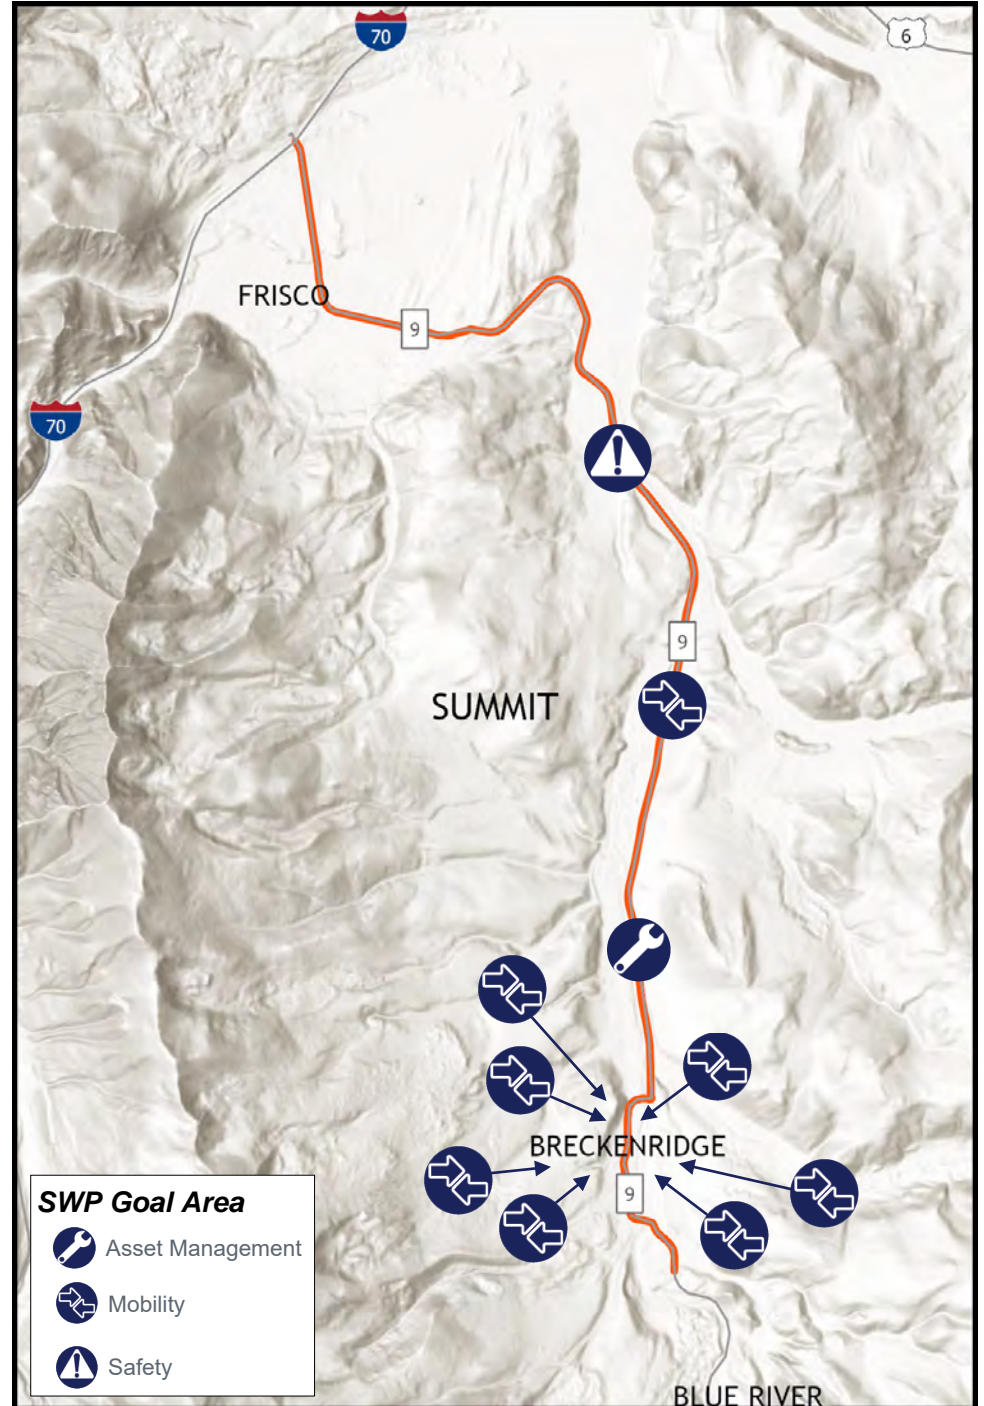 70
6
FRISCO
9
70
9
SUMMIT
BRECKENRIDGE
9
SWP Goal Area
Asset Management
Mobility
Safety
BLUE RIVER